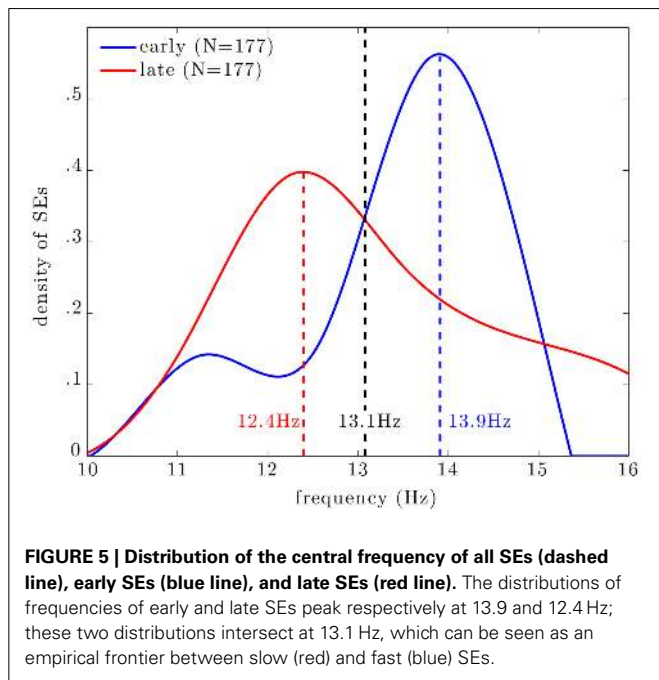 early (N=177)
late (N=177)
.5
.4
.3
.2
.1
0
density of SEs
12.4Hz
13.1Hz
13.9Hz
10 11 12 13 14 15 16
frequency (Hz)
FIGURE 5 | Distribution of the central frequency of all SEs (dashed
line), early SEs (blue line), and late SEs (red line). The distributions of
frequencies of early and late SEs peak respectively at 13.9 and 12.4 Hz;
these two distributions intersect at 13.1 Hz, which can be seen as an
empirical frontier between slow (red) and fast (blue) SEs.